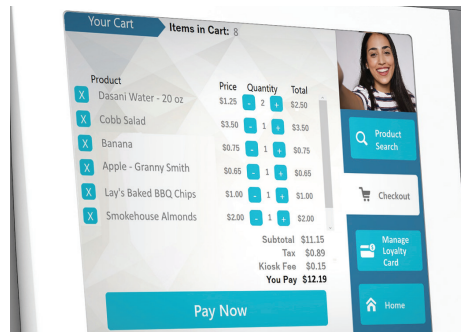 Your Cart
Items in Cart: 8
Product Price Quantity Total
X Dasani Water - 20 oz $1.25 - 2 + $2.50
X Cobb Salad $3.50 - 1 + $3.50
X Banana $0.75 - 1 + $0.75
X Apple - Granny Smith $0.65 - 1 + $0.65
X Lay's Baked BBQ Chips $1.00 - 1 + $1.00
X Smokehouse Almonds $2.00 - 1 + $2.00
Subtotal $11.15
Tax $0.89
Kiosk Fee $0.15
You Pay $12.19
Pay Now
Product
Search
Checkout
Manage
Loyalty
Card
Home